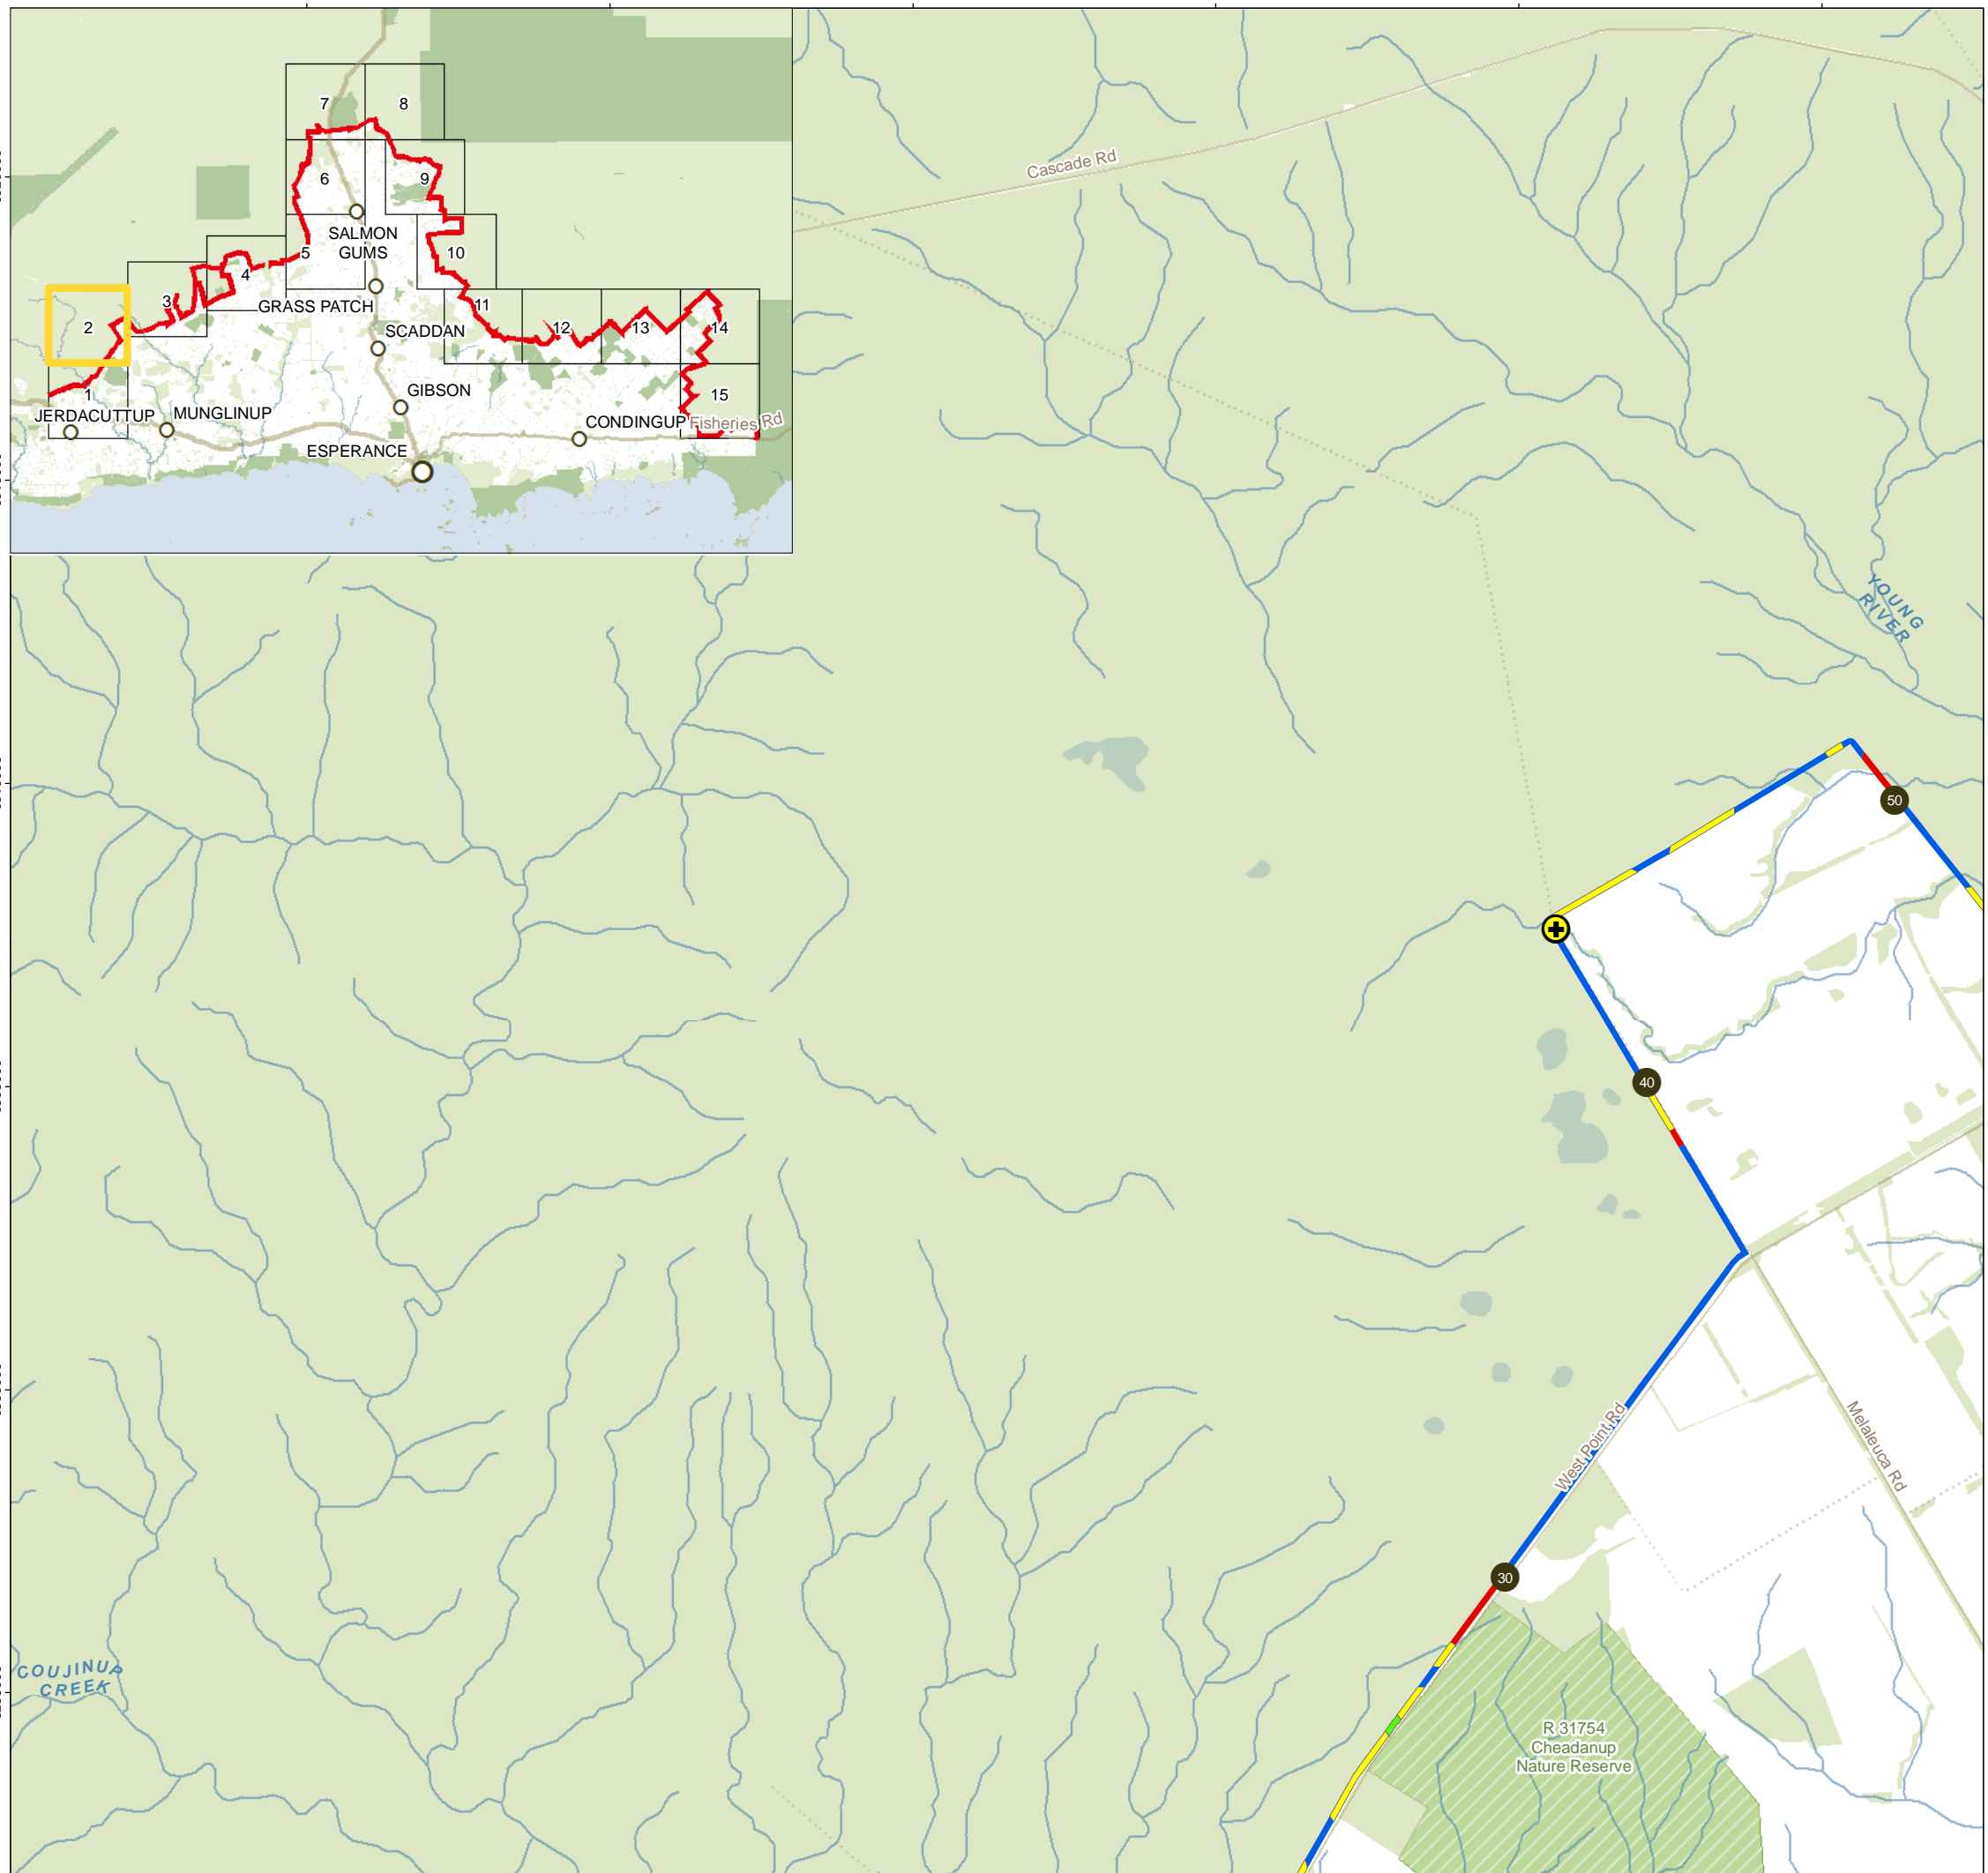 7
8
6
9
SALMON
GUMS
5
10
4
3
GRASS PATCH
11
2
SCADDAN
12
13
14
1
GIBSON
15
JERDACUTTUP
MUNGLINUP
CONDINGUP
Fisheries Rd
ESPERANCE
Cascade Rd
YOUNG
RIVER
50
40
West Point Rd
Melaleuca Rd
30
COUJINUP
CREEK
R 31754
Cheadanup
Nature Reserve